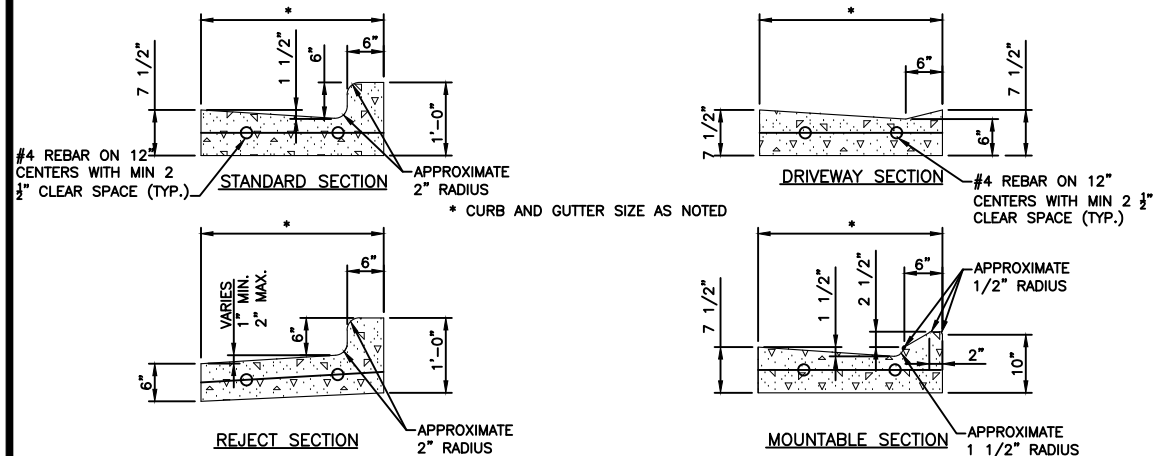 *
6"
1 1/2"
6"
7 1/2"
1'-0"
#4 REBAR ON 12"
CENTERS WITH MIN 2
½" CLEAR SPACE (TYP.)
STANDARD SECTION
APPROXIMATE
2" RADIUS
*
6"
7 1/2"
7 1/2"
6"
DRIVEWAY SECTION
#4 REBAR ON 12"
CENTERS WITH MIN 2 ½"
CLEAR SPACE (TYP.)
* CURB AND GUTTER SIZE AS NOTED
*
6"
VARIES
1" MIN.
2" MAX.
6"
1'-0"
6"
REJECT SECTION
APPROXIMATE
2" RADIUS
*
6"
APPROXIMATE
1/2" RADIUS
7 1/2"
1 1/2"
2 1/2"
2"
10"
MOUNTABLE SECTION
APPROXIMATE
1 1/2" RADIUS